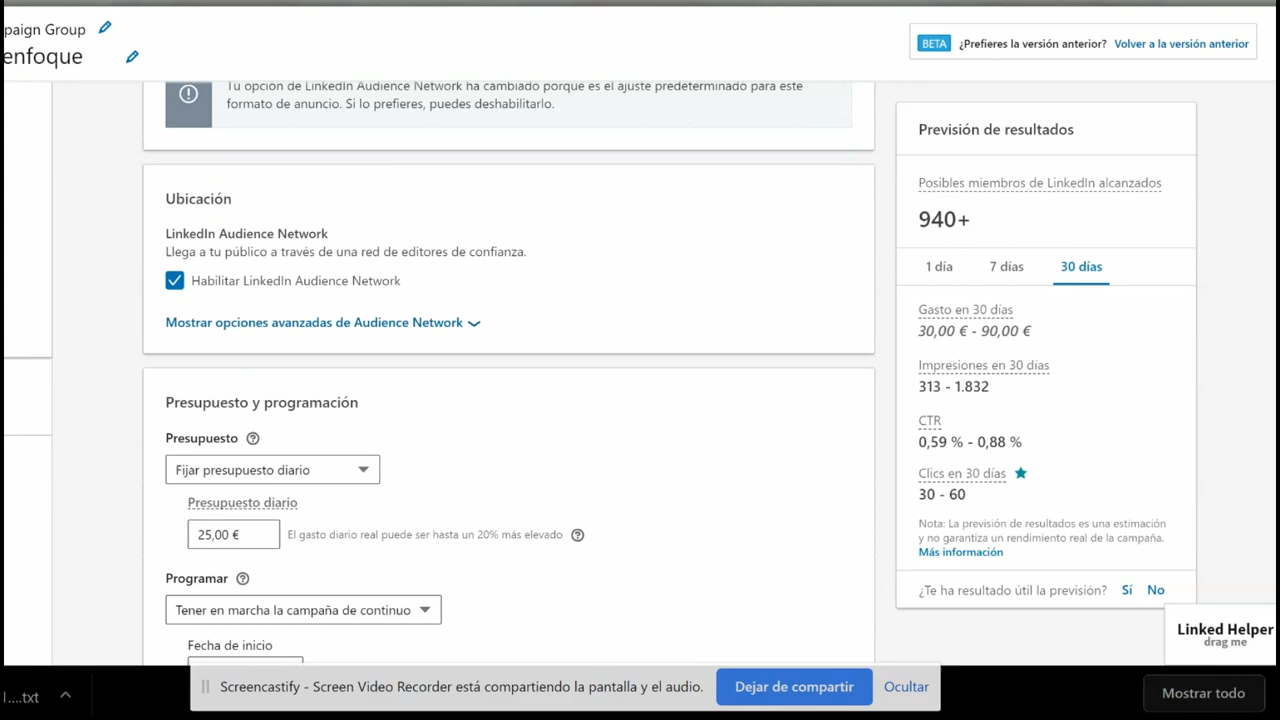 paign Group
enfoque
BETA ¿Prefieres la versión anterior? Volver a la versión anterior
Tu opción de LinkedIn Audience Network ha cambiado porque es el ajuste predeterminado para este
formato de anuncio. Si lo prefieres, puedes deshabilitarlo.
Ubicación
LinkedIn Audience Network
Llega a tu público a través de una red de editores de confianza.
Habilitar LinkedIn Audience Network
Mostrar opciones avanzadas de Audience Network
Presupuesto y programación
Presupuesto
Fijar presupuesto diario
Presupuesto diario
25,00 € El gasto diario real puede ser hasta un 20% más elevado
Programar
Tener en marcha la campaña de continuo
Fecha de inicio
Previsión de resultados
Posibles miembros de LinkedIn alcanzados
940+
1 día 7 días 30 días
Gasto en 30 días
30,00 € - 90,00 €
Impresiones en 30 días
313 - 1.832
CTR
0,59 % - 0,88 %
Clics en 30 días
30 - 60
Nota: La previsión de resultados es una estimación
y no garantiza un rendimiento real de la campaña.
Más información
¿Te ha resultado útil la previsión? Sí No
Linked Helper
drag me
Screencastify - Screen Video Recorder está compartiendo la pantalla y el audio. Dejar de compartir Ocultar
1....txt
Mostrar todo